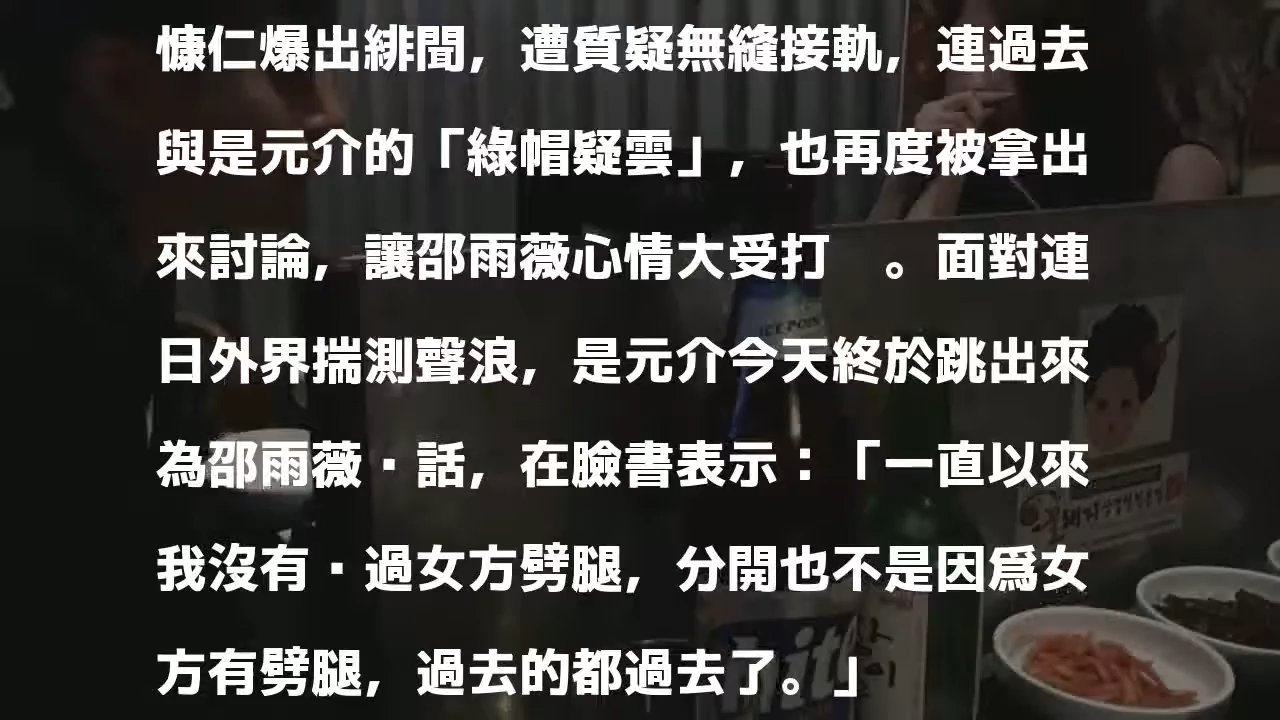 慷仁爆出緋聞，遭質疑無縫接軌，連過去
與是元介的「綠帽疑雲」，也再度被拿出
來討論，讓邵雨薇心情大受打　。面對連
日外界揣測聲浪，是元介今天終於跳出來
為邵雨薇·話，在臉書表示：「一直以來
我沒有·過女方劈腿，分開也不是因爲女
方有劈腿，過去的都過去了。」
ICE POINT
hite